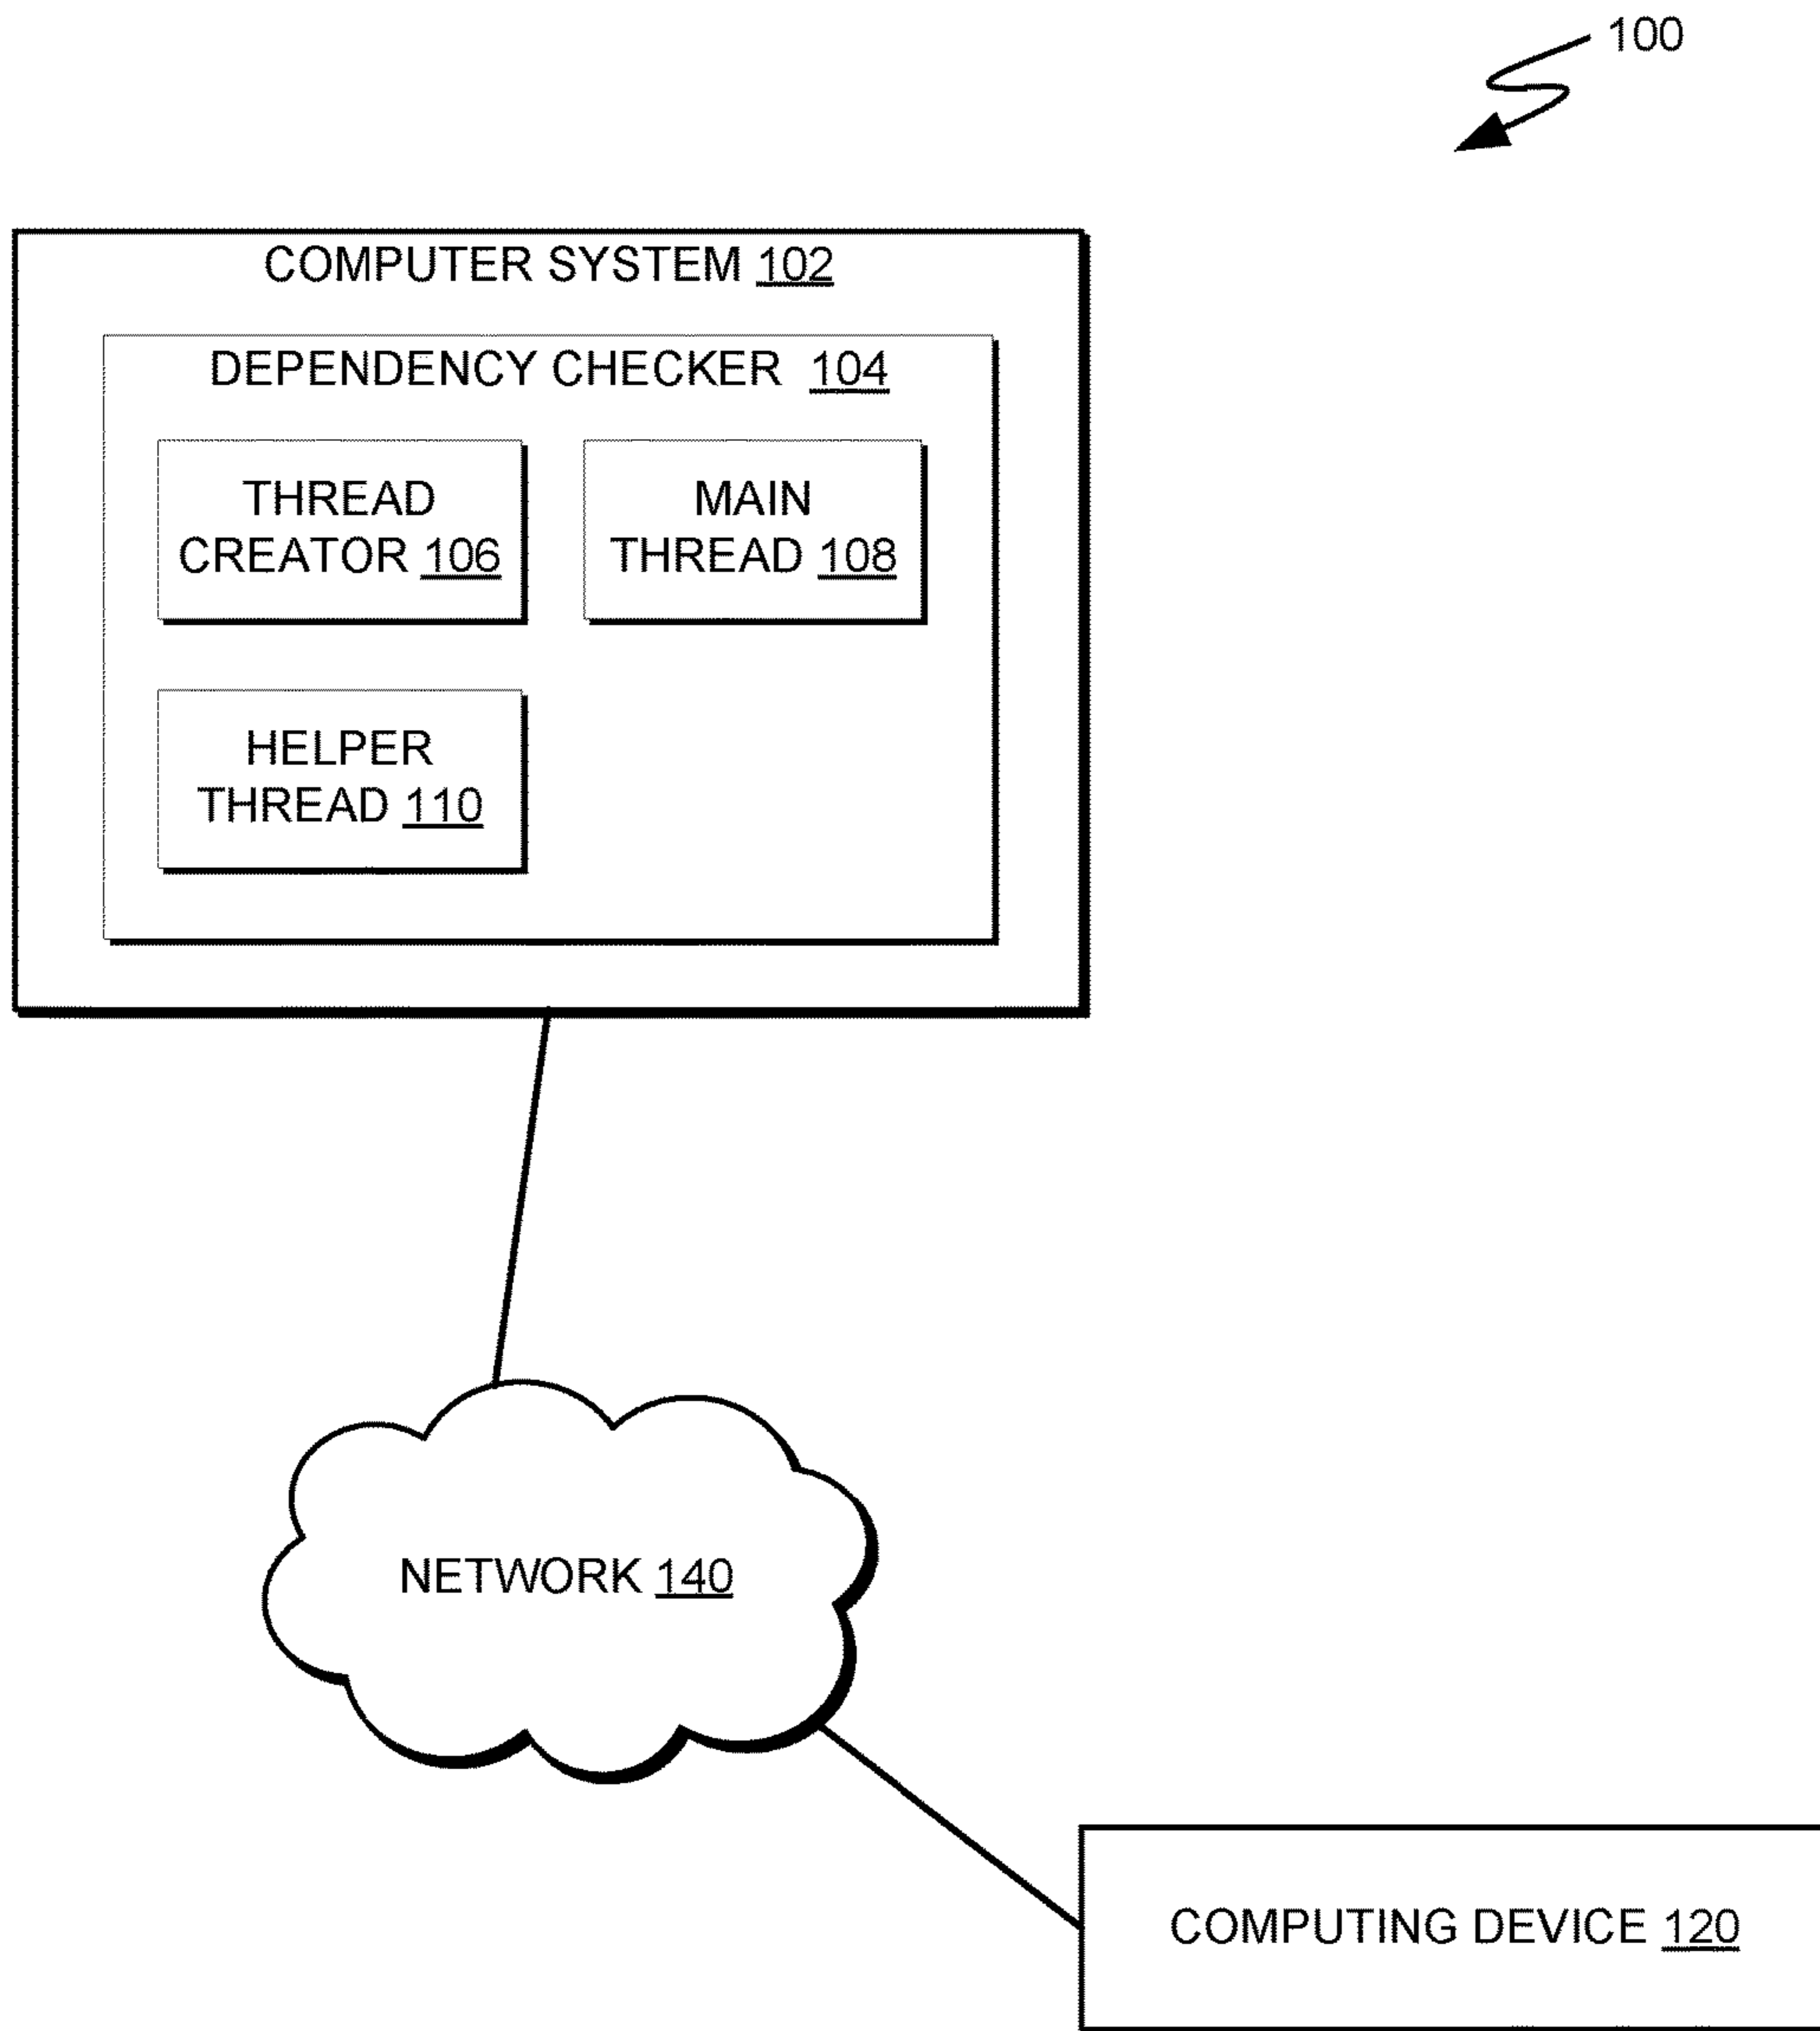 100
COMPUTER SYSTEM 102
DEPENDENCY CHECKER 104
THREAD
CREATOR 106
MAIN
THREAD 108
HELPER
THREAD 110
NETWORK 140
COMPUTING DEVICE 120